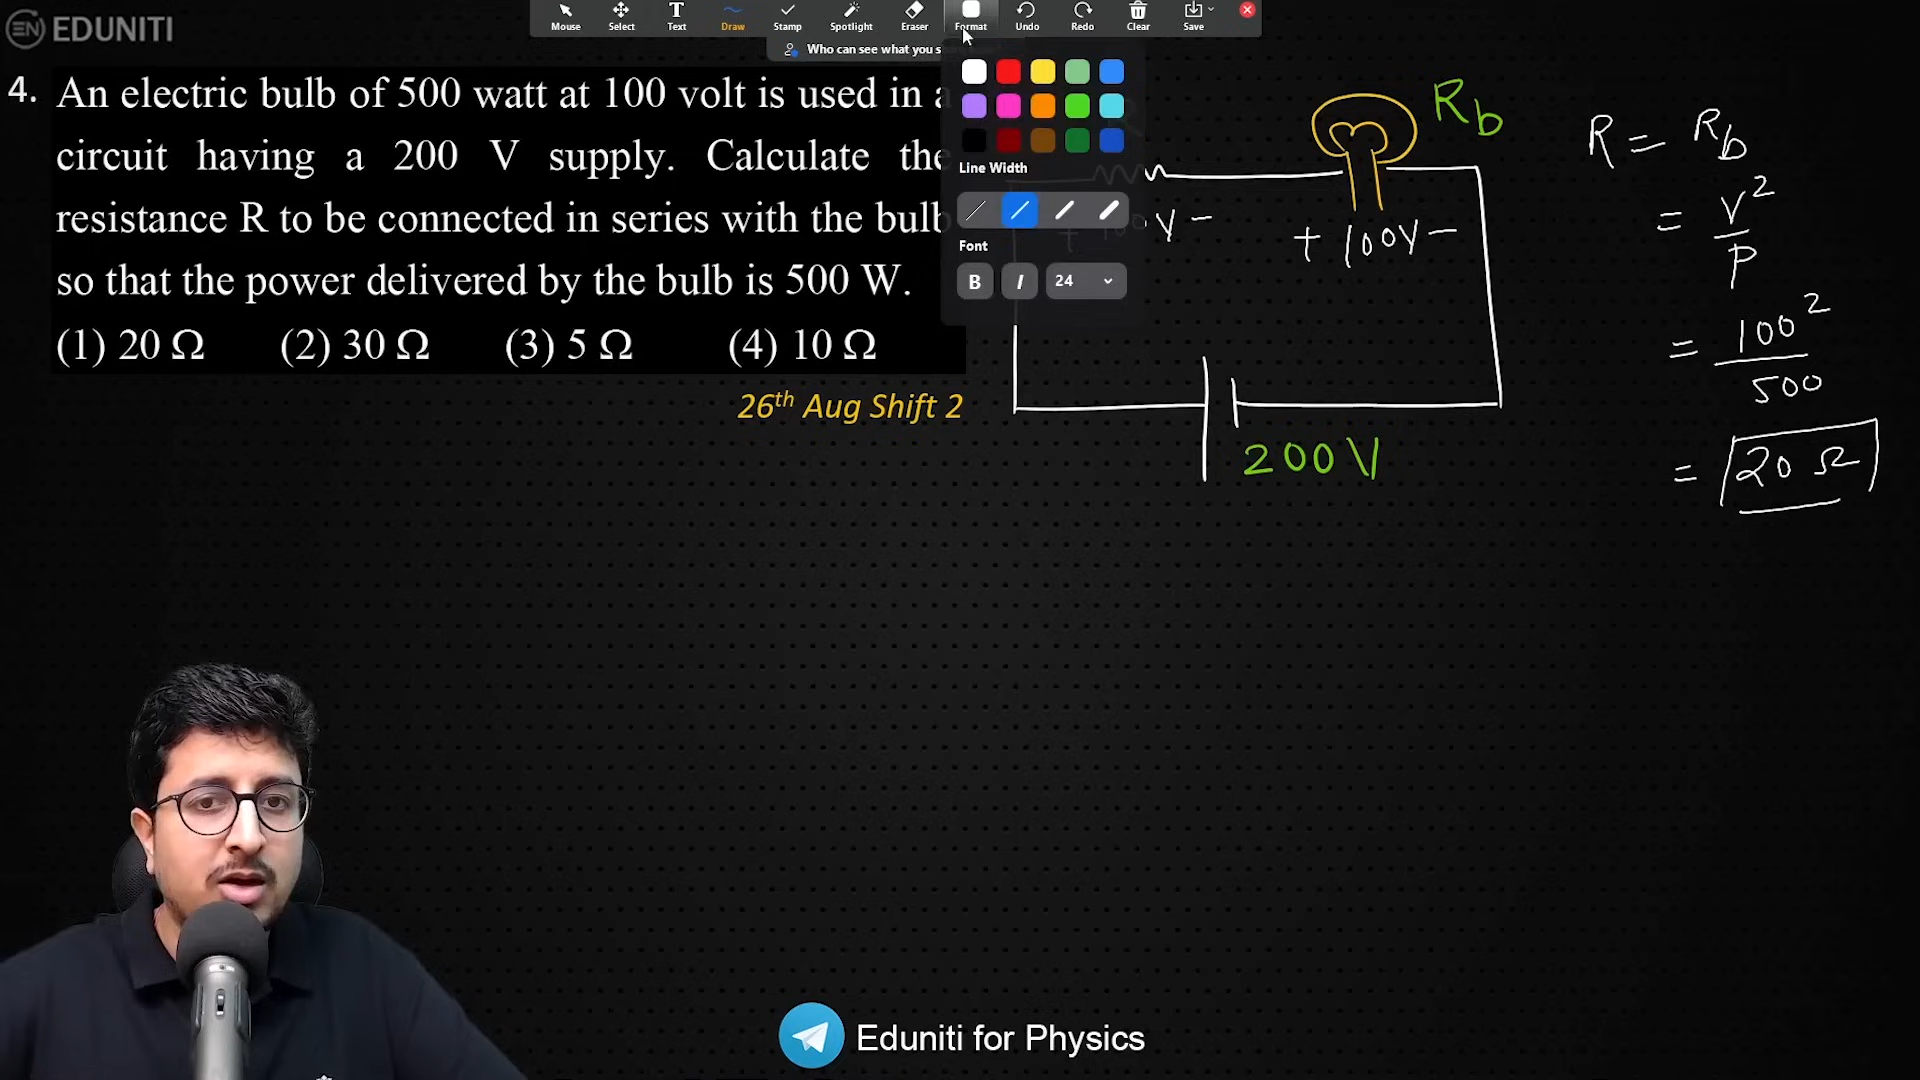 EN EDUNITI
Mouse Select Text Draw Stamp Spotlight Eraser Format Undo Redo Clear Save
Who can see what you s
4. An electric bulb of 500 watt at 100 volt is used in a
circuit having a 200 V supply. Calculate the
resistance R to be connected in series with the bulb
so that the power delivered by the bulb is 500 W.
(1) 20 Ω (2) 30 Ω (3) 5 Ω (4) 10 Ω
26th Aug Shift 2
Line Width
Font
B I 24
Rb
+ 100V −
+ 100V −
200V
R = Rb
= V²/P
= 100²/500
= 20 Ω
Eduniti for Physics